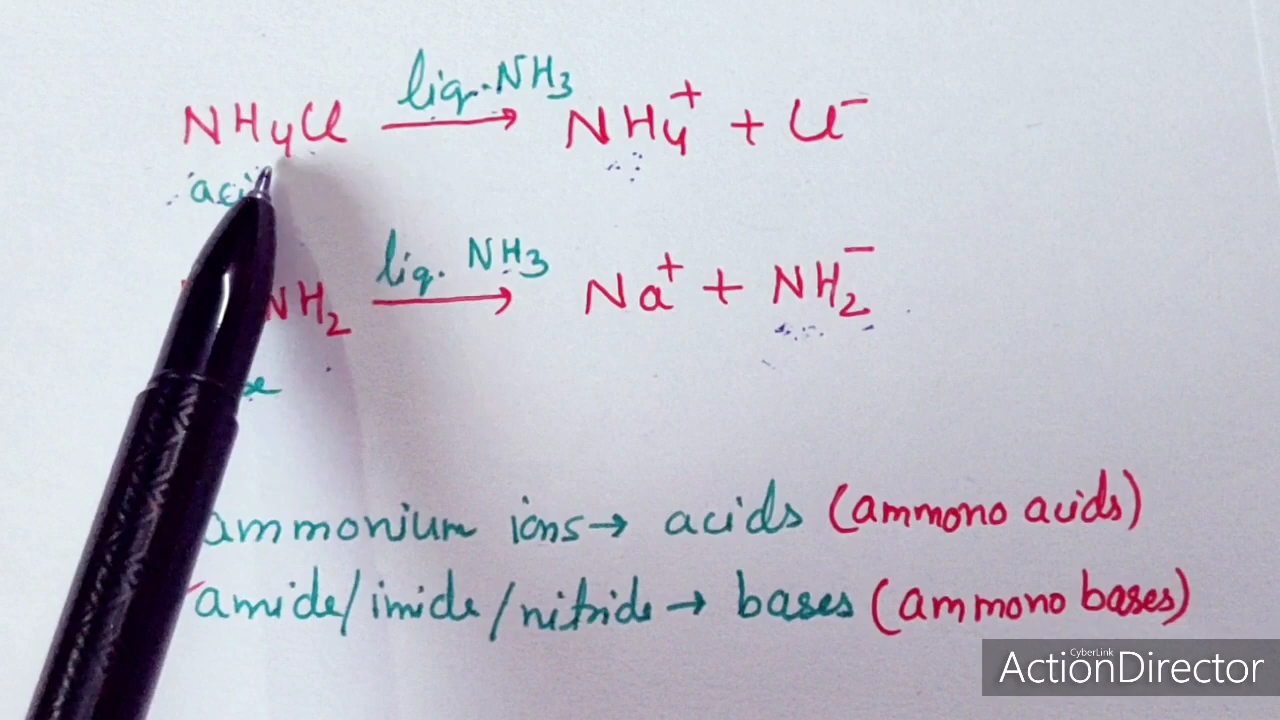 liq. NH3
NH4Cl → NH4⁺ + Cl⁻
liq. NH3
NH2 → Na⁺ + NH2⁻
ammonium ions → acids (ammono acids)
amide/imide/nitride → bases (ammono bases)
CyberLink
ActionDirector